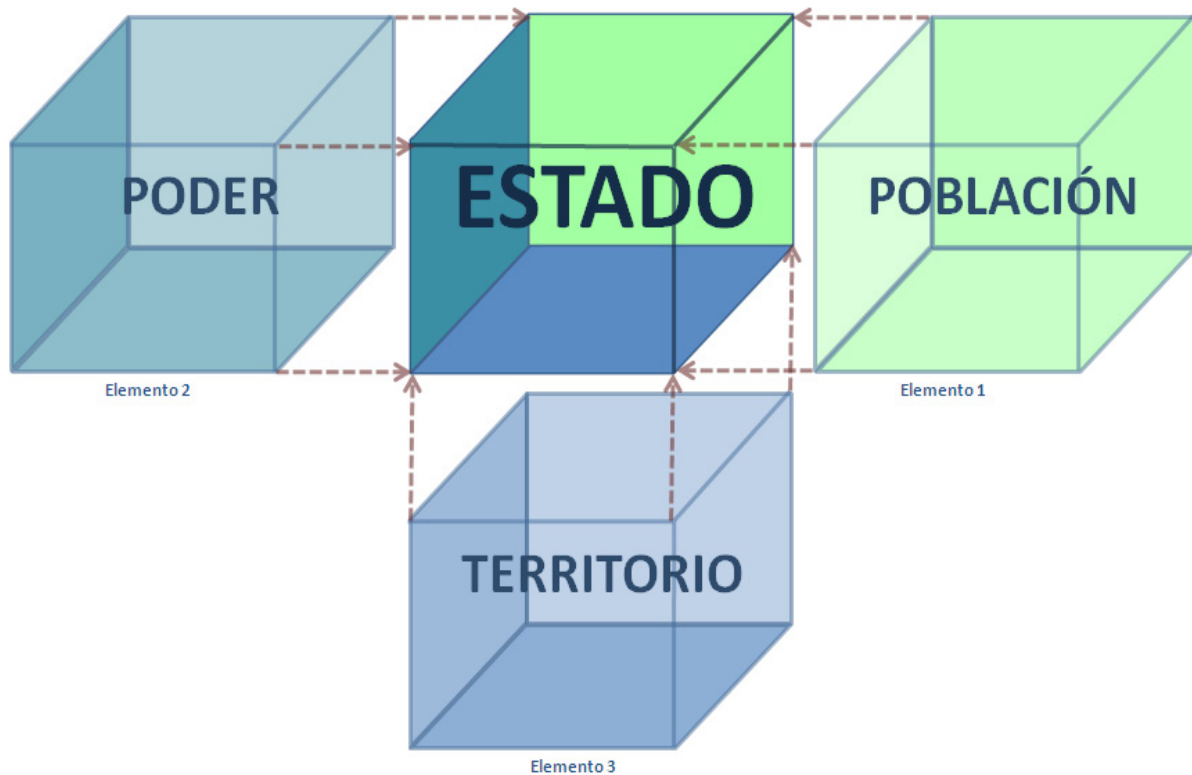 PODER
ESTADO
POBLACIÓN
Elemento 2
Elemento 1
TERRITORIO
Elemento 3